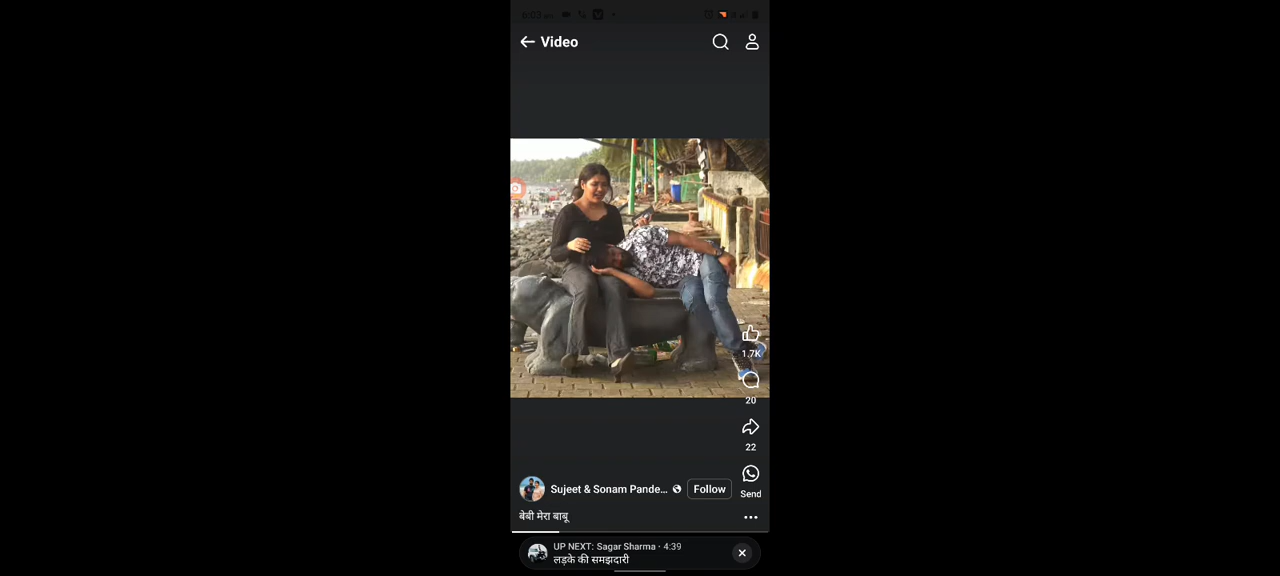 Video
1.7K
20
22
Sujeet & Sonam Pande... Follow
Send
बेबी मेरा बाबू
UP NEXT: Sagar Sharma · 4:39
लड़के की समझदारी